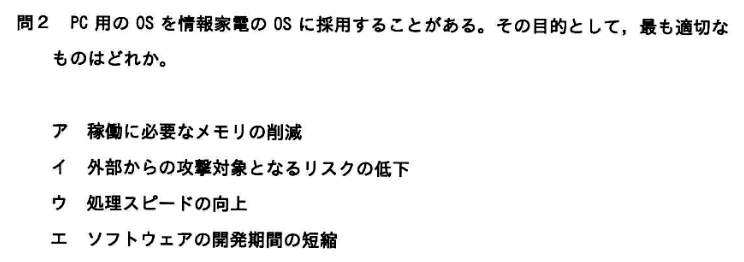 問2 PC 用の OS を情報家電の OS に採用することがある。その目的として，最も適切な
ものはどれか。
ア 稼働に必要なメモリの削減
イ 外部からの攻撃対象となるリスクの低下
ウ 処理スピードの向上
エ ソフトウェアの開発期間の短縮